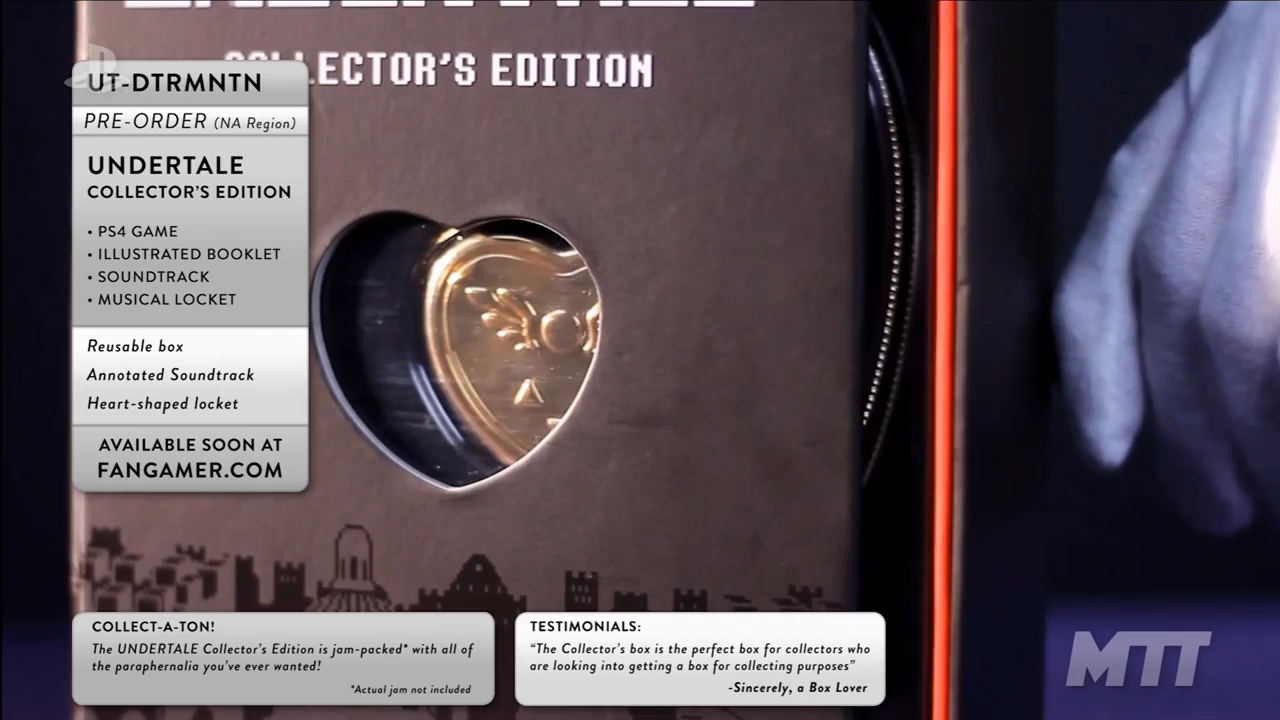 COLLECTOR'S EDITION
UT-DTRMNTN
PRE-ORDER (NA Region)
UNDERTALE
COLLECTOR'S EDITION
• PS4 GAME
• ILLUSTRATED BOOKLET
• SOUNDTRACK
• MUSICAL LOCKET
Reusable box
Annotated Soundtrack
Heart-shaped locket
AVAILABLE SOON AT
FANGAMER.COM
COLLECT-A-TON!
The UNDERTALE Collector's Edition is jam-packed* with all of
the paraphernalia you've ever wanted!
*Actual jam not included
TESTIMONIALS:
“The Collector's box is the perfect box for collectors who
are looking into getting a box for collecting purposes”
-Sincerely, a Box Lover
MTT